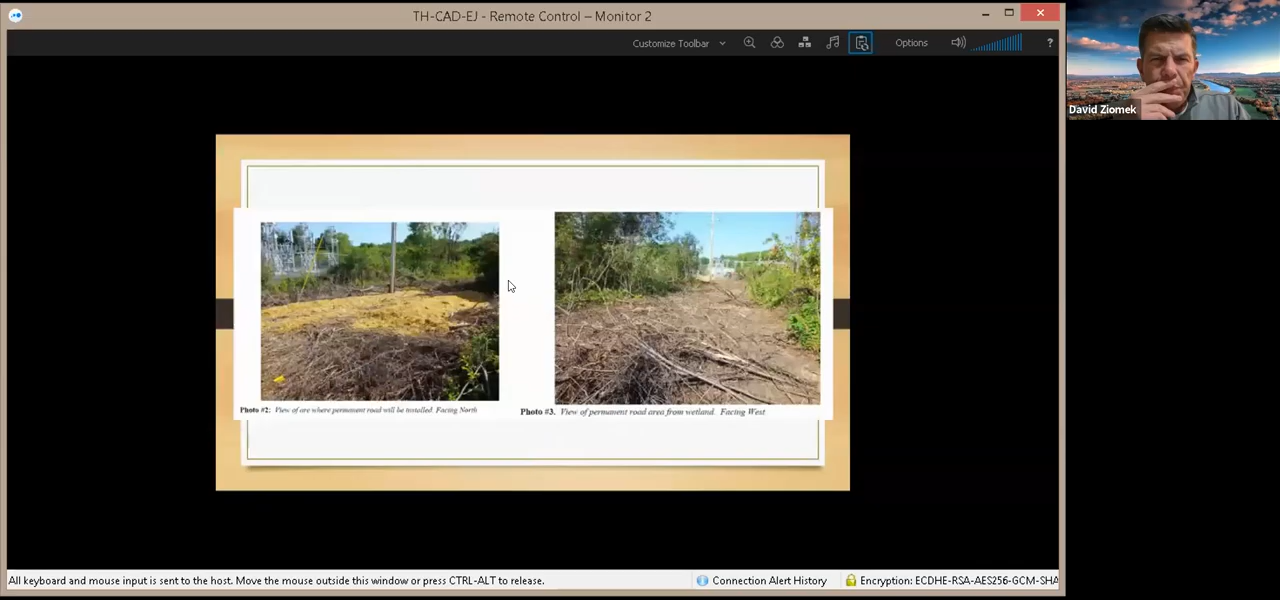 TH-CAD-EJ - Remote Control – Monitor 2
Customize Toolbar
Options
?
David Ziomek
Photo #2: View of are where permanent road will be installed. Facing North
Photo #3. View of permanent road area from wetland. Facing West
All keyboard and mouse input is sent to the host. Move the mouse outside this window or press CTRL-ALT to release.
Connection Alert History
Encryption: ECDHE-RSA-AES256-GCM-SHA